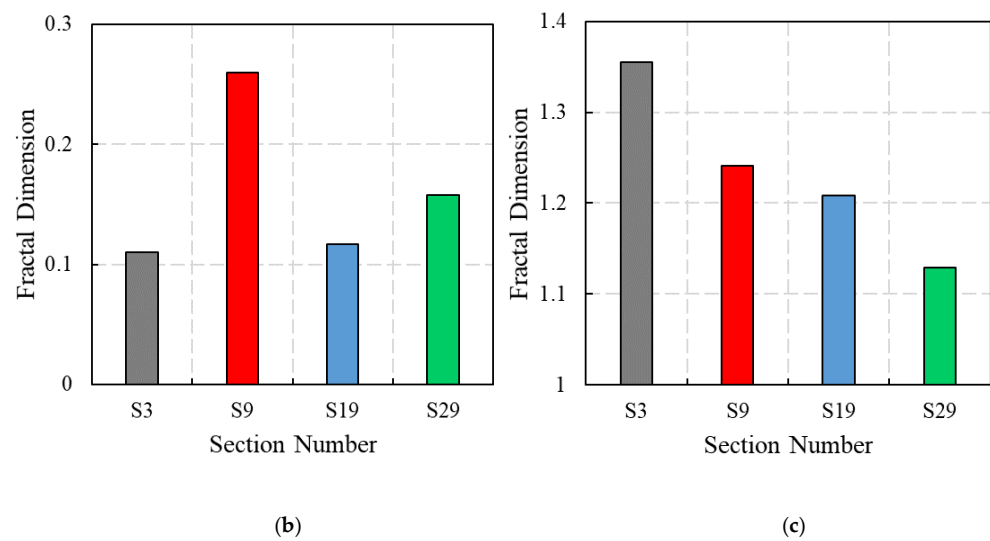 0.3
0.2
0.1
0
Fractal Dimension
S3 S9 S19 S29
Section Number
(b)
1.4
1.3
1.2
1.1
1
Fractal Dimension
S3 S9 S19 S29
Section Number
(c)